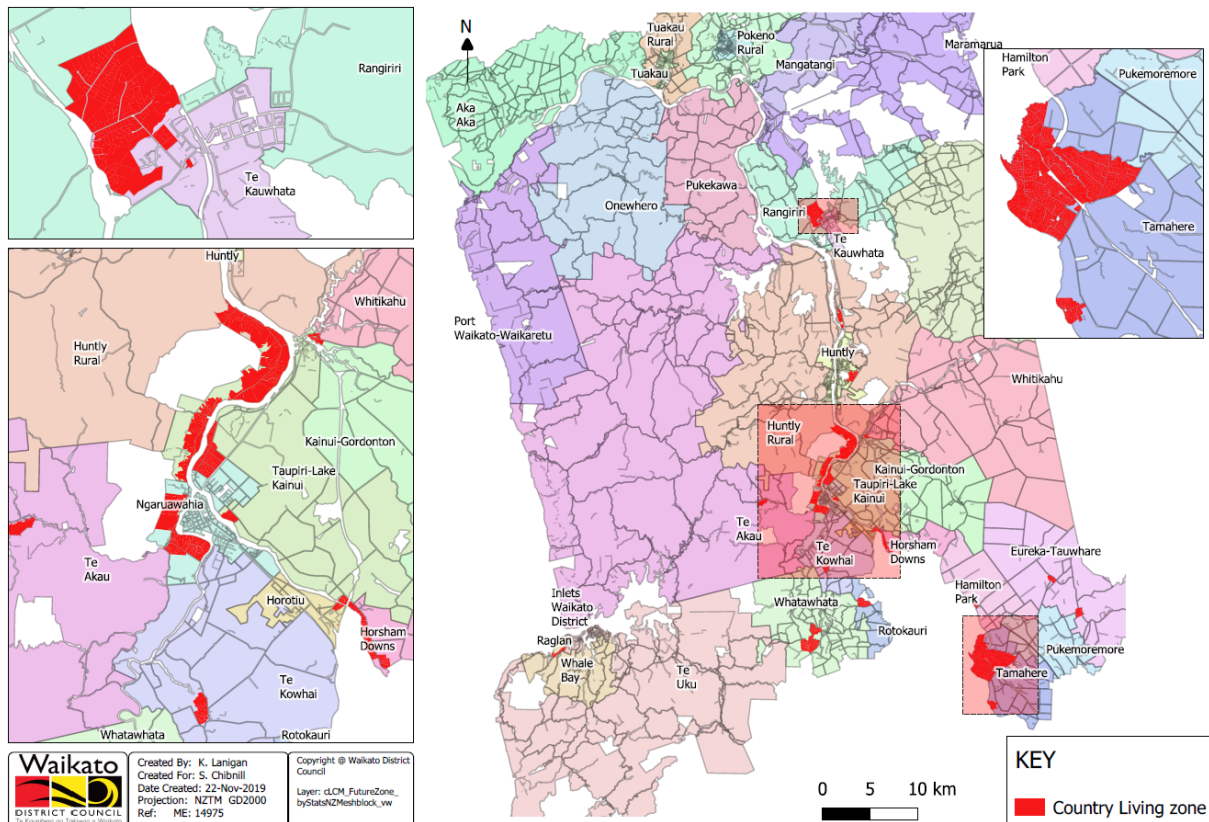 Rangiriri
Te
Kauwhata
Huntly
Whitikahu
Huntly
Rural
Kainui-Gordonton
Taupiri-Lake
Kainui
Ngaruawahia
Te
Akau
Horotiu
Horsham
Downs
Te
Kowhai
Whatawhata
Rotokauri
N
Tuakau
Rural
Pokeno
Rural
Maramarua
Mangatangi
Tuakau
Aka
Aka
Pukekawa
Onewhero
Rangiriri
Te
Kauwhata
Port
Waikato-Waikaretu
Huntly
Whitikahu
Huntly
Rural
Kainui-Gordonton
Taupiri-Lake
Kainui
Te
Akau
Te
Kowhai
Horsham
Downs
Eureka-Tauwhare
Hamilton
Park
Inlets
Waikato
District
Whatawhata
Rotokauri
Raglan
Whale
Bay
Te
Uku
Pukemoremore
Tamahere
Hamilton
Park
Pukemoremore
Tamahere
0 5 10 km
KEY
Country Living zone
Waikato
DISTRICT COUNCIL
Te Kaunihera aa Takiwaa o Waikato
Created By: K. Lanigan
Created For: S. Chibnill
Date Created: 22-Nov-2019
Projection: NZTM GD2000
Ref: ME: 14975
Copyright @ Waikato District
Council
Layer: cLCM_FutureZone_
byStatsNZMeshblock_vw